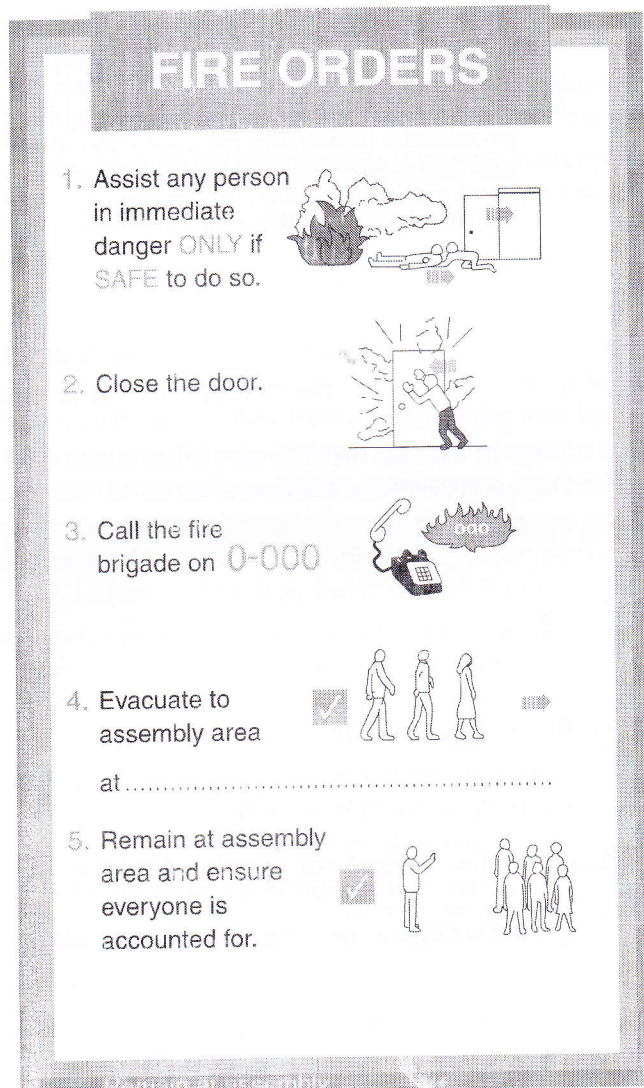 FIRE ORDERS
1. Assist any person
in immediate
danger ONLY if
SAFE to do so.
2. Close the door.
3. Call the fire
brigade on 0-000
000
4. Evacuate to
assembly area
at....................................................
5. Remain at assembly
area and ensure
everyone is
accounted for.